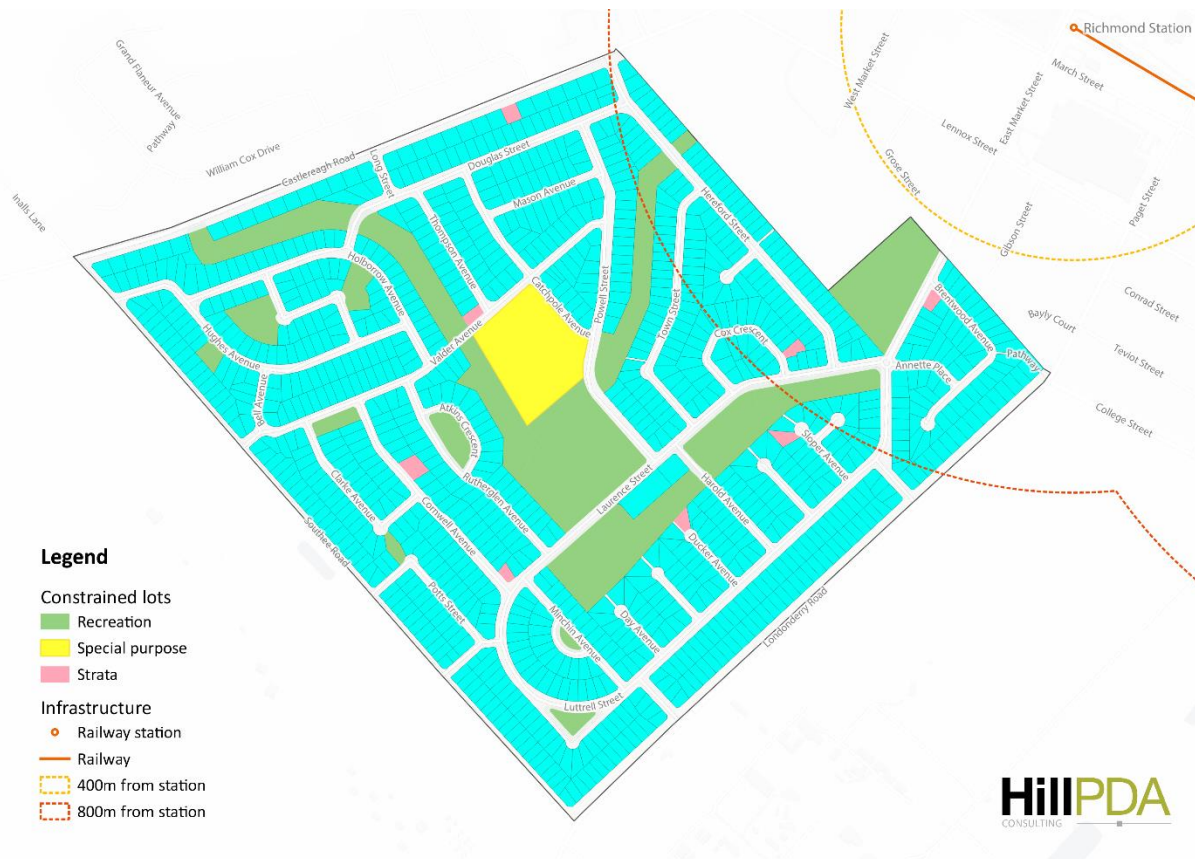 Richmond Station
March Street
West Market Street
East Market Street
Lennox Street
Grose Street
Paget Street
Gibson Street
Conrad Street
Bayly Court
Teviot Street
College Street
Grand Flaneur Avenue
Pathway
William Cox Drive
Castlereagh Road
Inalls Lane
Long Street
Douglas Street
Mason Avenue
Thompson Avenue
Hereford Street
Holborrow Avenue
Catchpole Avenue
Powell Street
Town Street
Valder Avenue
Cox Crescent
Brentwood Avenue
Pathway
Annette Place
Hughes Avenue
Bell Avenue
Atkins Crescent
Rutherglen Avenue
Clarke Avenue
Cornwell Avenue
Southee Road
Laurence Street
Harold Avenue
Sloper Avenue
Ducker Avenue
Potts Street
Minchin Avenue
Day Avenue
Londonderry Road
Luttrell Street
Legend
Constrained lots
Recreation
Special purpose
Strata
Infrastructure
Railway station
Railway
400m from station
800m from station
HillPDA
CONSULTING